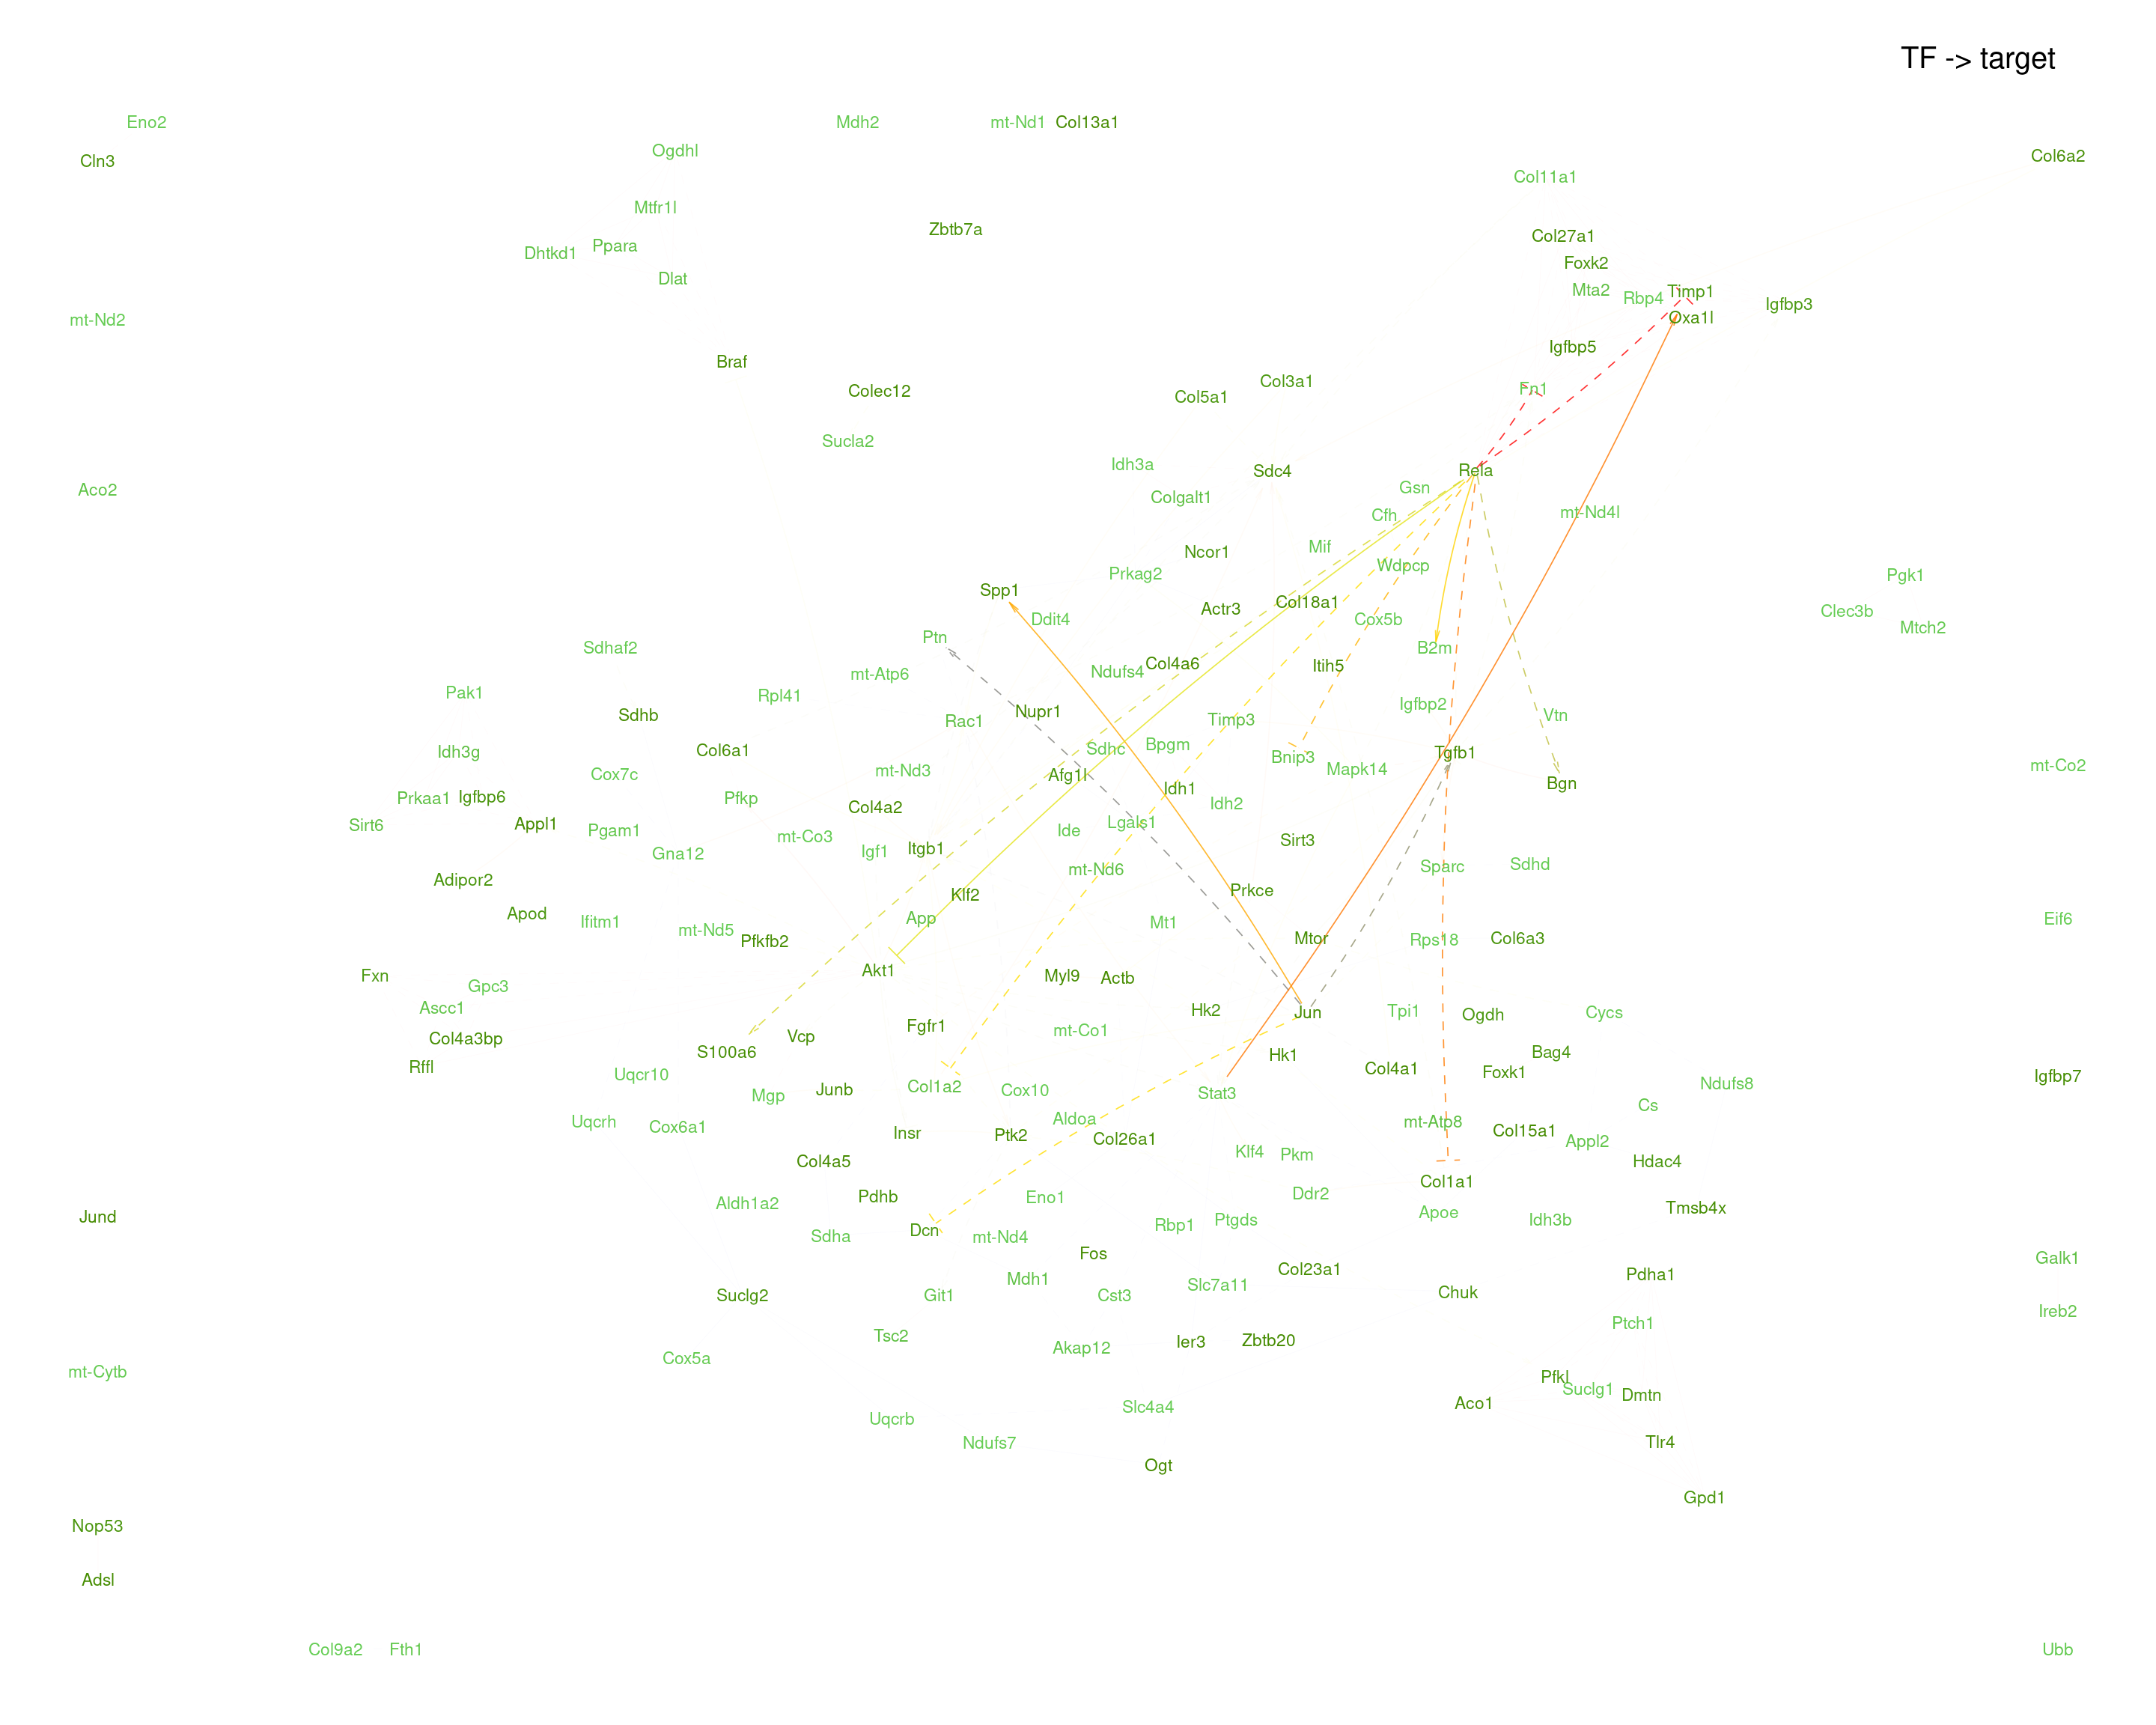 TF -> target
Eno2
Mdh2
mt-Nd1
Col13a1
Ogdhl
Cln3
Col6a2
Col11a1
Mtfr1l
Zbtb7a
Col27a1
Ppara
Dhtkd1
Foxk2
Dlat
Mta2
Timp1
Rbp4
Igfbp3
mt-Nd2
Oxa1l
Igfbp5
Braf
Col3a1
Fn1
Colec12
Col5a1
Sucla2
Idh3a
Sdc4
Rela
Aco2
Gsn
Colgalt1
mt-Nd4l
Cfh
Mif
Ncor1
Wdpcp
Prkag2
Pgk1
Spp1
Col18a1
Actr3
Clec3b
Ddit4
Cox5b
Mtch2
Ptn
Sdhaf2
B2m
Col4a6
Itih5
Ndufs4
mt-Atp6
Pak1
Rpl41
Igfbp2
Nupr1
Sdhb
Vtn
Rac1
Timp3
Bpgm
Sdhc
Col6a1
Idh3g
Tgfb1
Bnip3
mt-Co2
Mapk14
mt-Nd3
Cox7c
Afg1l
Bgn
Idh1
Igfbp6
Prkaa1
Pfkp
Idh2
Col4a2
Lgals1
Appl1
Sirt6
Pgam1
Ide
mt-Co3
Sirt3
Itgb1
Igf1
Gna12
Sdhd
Sparc
mt-Nd6
Adipor2
Prkce
Klf2
Apod
App
Eif6
Ifitm1
Mt1
mt-Nd5
Mtor
Col6a3
Rps18
Pfkfb2
Akt1
Fxn
Myl9
Actb
Gpc3
Ascc1
Hk2
Tpi1
Jun
Cycs
Ogdh
Fgfr1
mt-Co1
Vcp
Col4a3bp
S100a6
Bag4
Hk1
Rffl
Col4a1
Foxk1
Uqcr10
Igfbp7
Ndufs8
Col1a2
Junb
Cox10
Stat3
Mgp
Cs
Aldoa
Uqcrh
mt-Atp8
Cox6a1
Col15a1
Insr
Ptk2
Col26a1
Appl2
Klf4
Pkm
Col4a5
Hdac4
Col1a1
Ddr2
Pdhb
Eno1
Aldh1a2
Tmsb4x
Apoe
Jund
Ptgds
Idh3b
Rbp1
Dcn
Sdha
mt-Nd4
Fos
Galk1
Col23a1
Pdha1
Mdh1
Slc7a11
Chuk
Suclg2
Git1
Cst3
Ireb2
Ptch1
Tsc2
Zbtb20
Ier3
Akap12
Cox5a
mt-Cytb
Pfkl
Suclg1
Dmtn
Aco1
Slc4a4
Uqcrb
Ndufs7
Tlr4
Ogt
Gpd1
Nop53
Adsl
Col9a2
Fth1
Ubb